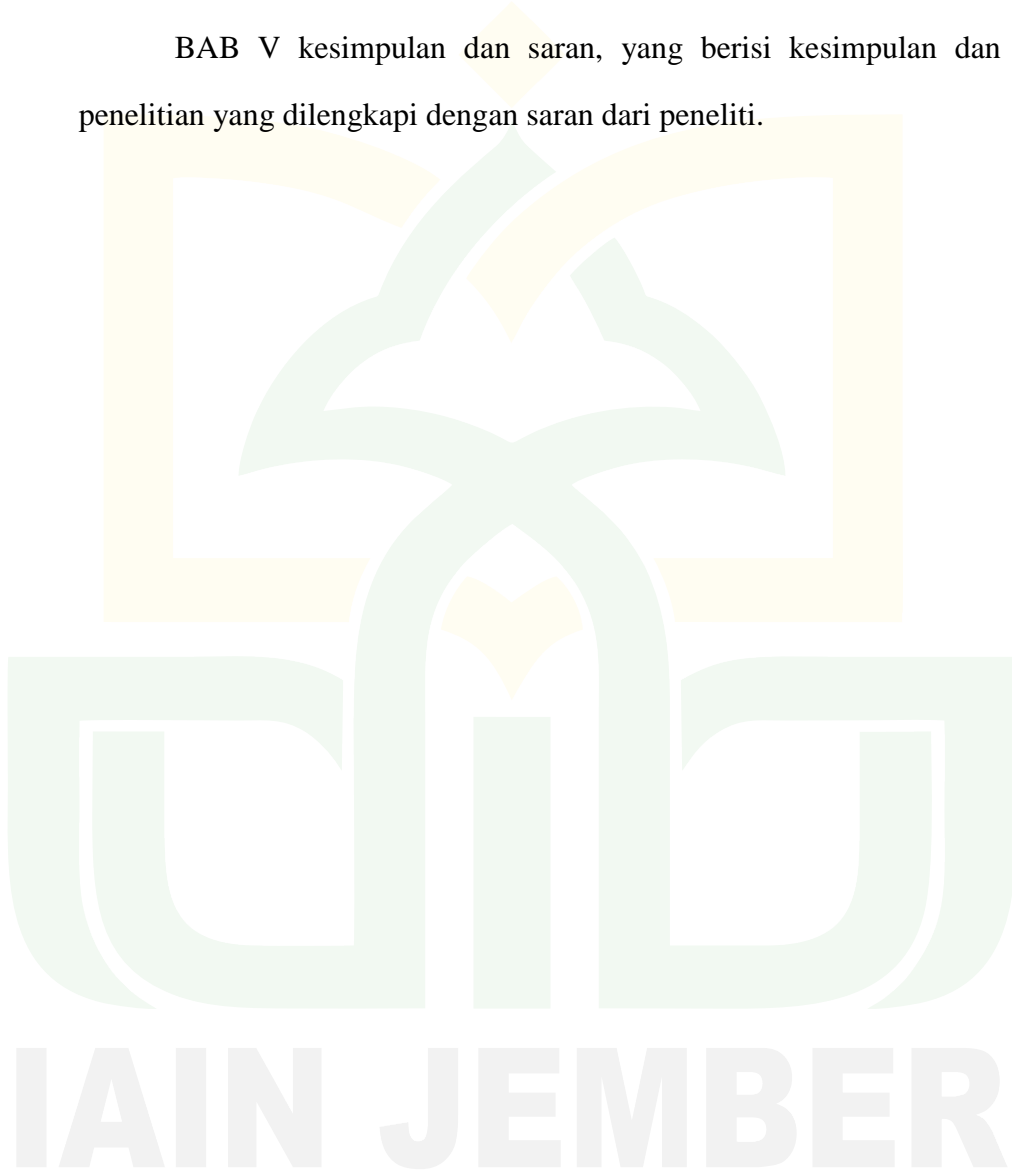 BAB V kesimpulan dan saran, yang berisi kesimpulan dan
penelitian yang dilengkapi dengan saran dari peneliti.
IAIN JEMBER